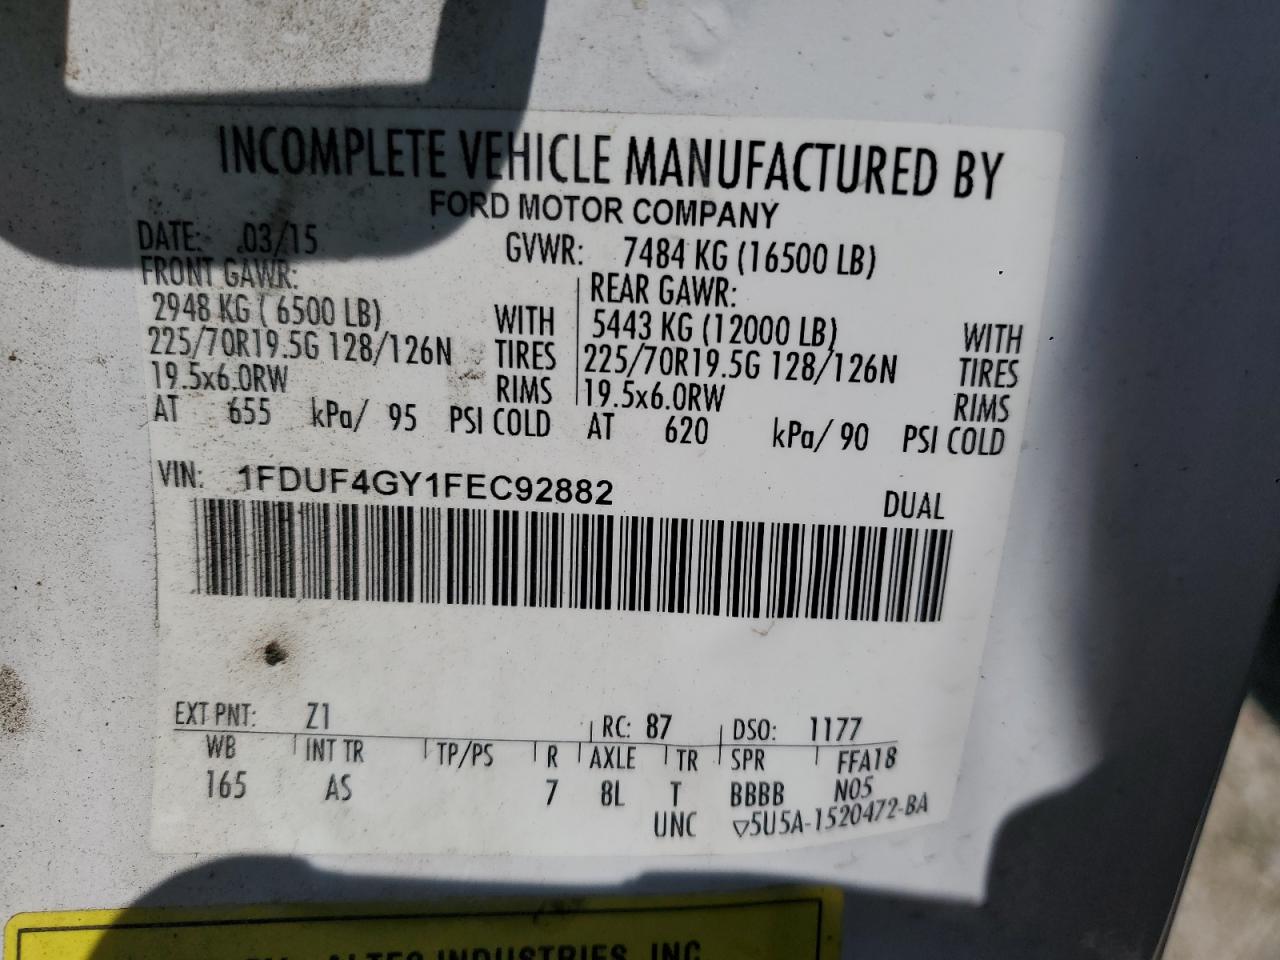 INCOMPLETE VEHICLE MANUFACTURED BY
FORD MOTOR COMPANY
DATE: 03/15 GVWR: 7484 KG (16500 LB)
FRONT GAWR: REAR GAWR:
2948 KG ( 6500 LB) WITH 5443 KG (12000 LB) WITH
225/70R19.5G 128/126N TIRES 225/70R19.5G 128/126N TIRES
19.5x6.0RW RIMS 19.5x6.0RW RIMS
AT 655 kPa/ 95 PSI COLD AT 620 kPa/ 90 PSI COLD
VIN: 1FDUF4GY1FEC92882 DUAL
EXT PNT: Z1 RC: 87 DSO: 1177
WB INT TR TP/PS R AXLE TR SPR FFA18
165 AS 7 8L T BBBB N05
UNC ▽5U5A-1520472-BA
ALTEC INDUSTRIES, INC